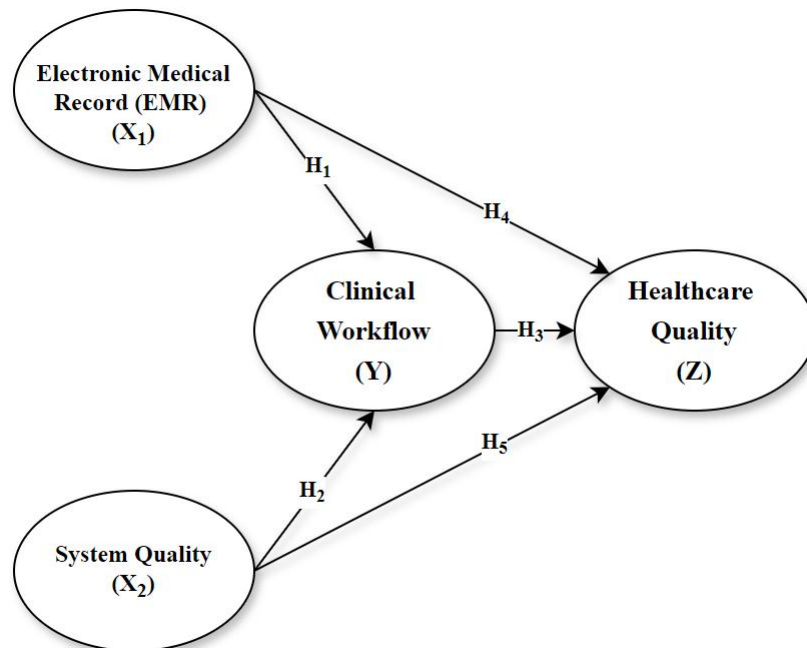 Electronic Medical
Record (EMR)
(X₁)
H₁
H₄
Clinical
Workflow
(Y)
H₃
Healthcare
Quality
(Z)
H₅
H₂
System Quality
(X₂)